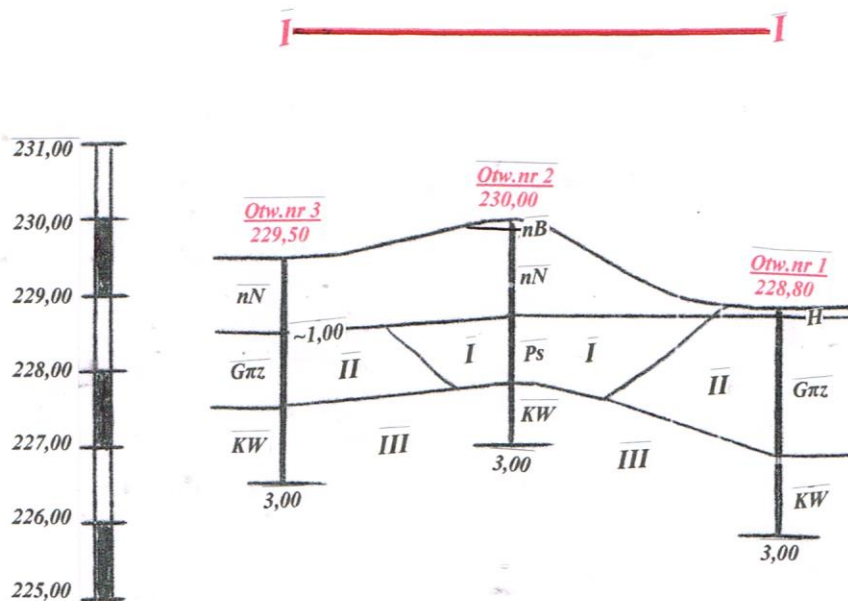 I I
231,00
230,00
229,00
228,00
227,00
226,00
225,00
Otw.nr 3
229,50
Otw.nr 2
230,00
Otw.nr 1
228,80
nB
nN nN
H
~1,00
Gπz II I Ps I II Gπz
KW III KW III
KW
3,00
3,00
3,00